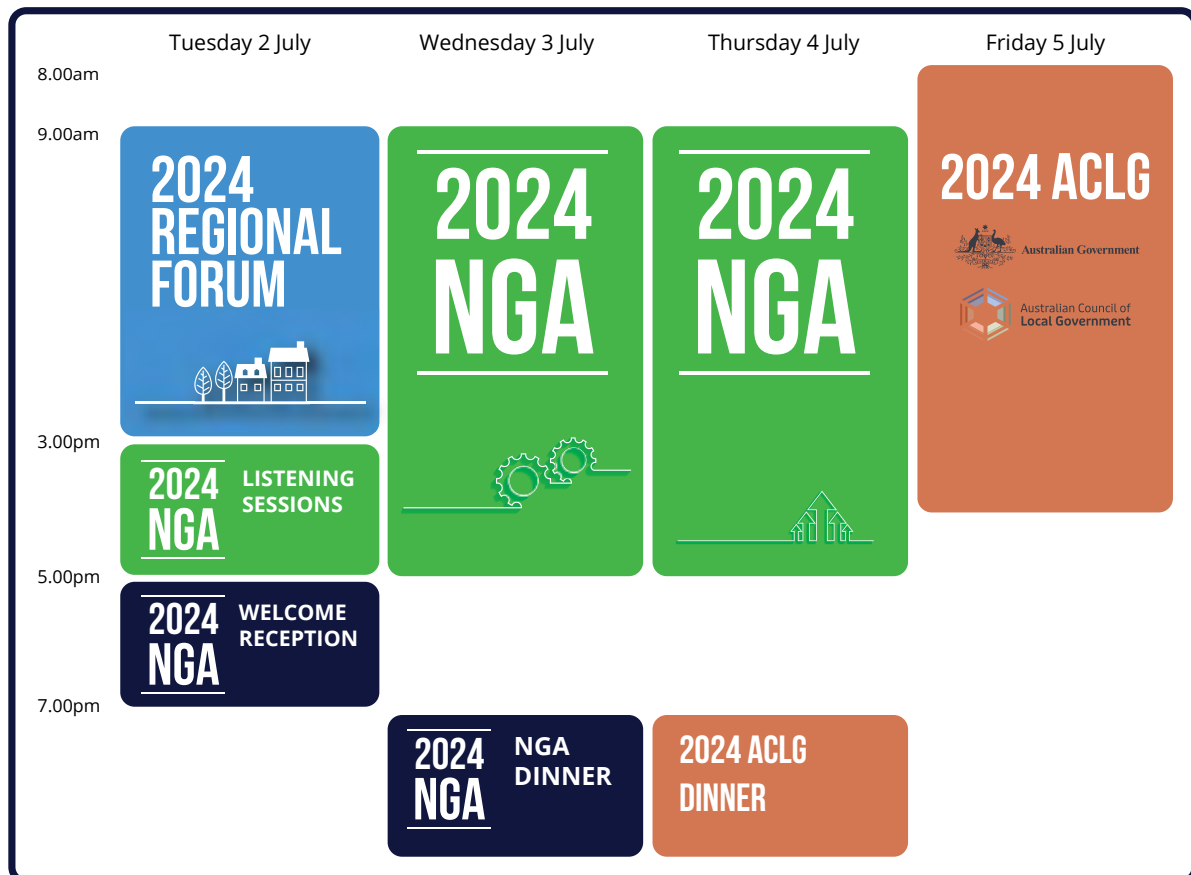 Tuesday 2 July
Wednesday 3 July
Thursday 4 July
Friday 5 July
8.00am
9.00am
3.00pm
5.00pm
7.00pm
2024
REGIONAL
FORUM
2024
NGA
LISTENING
SESSIONS
2024
NGA
WELCOME
RECEPTION
2024
NGA
2024
NGA
NGA
DINNER
2024
NGA
2024 ACLG
DINNER
2024 ACLG
Australian Government
Australian Council of
Local Government